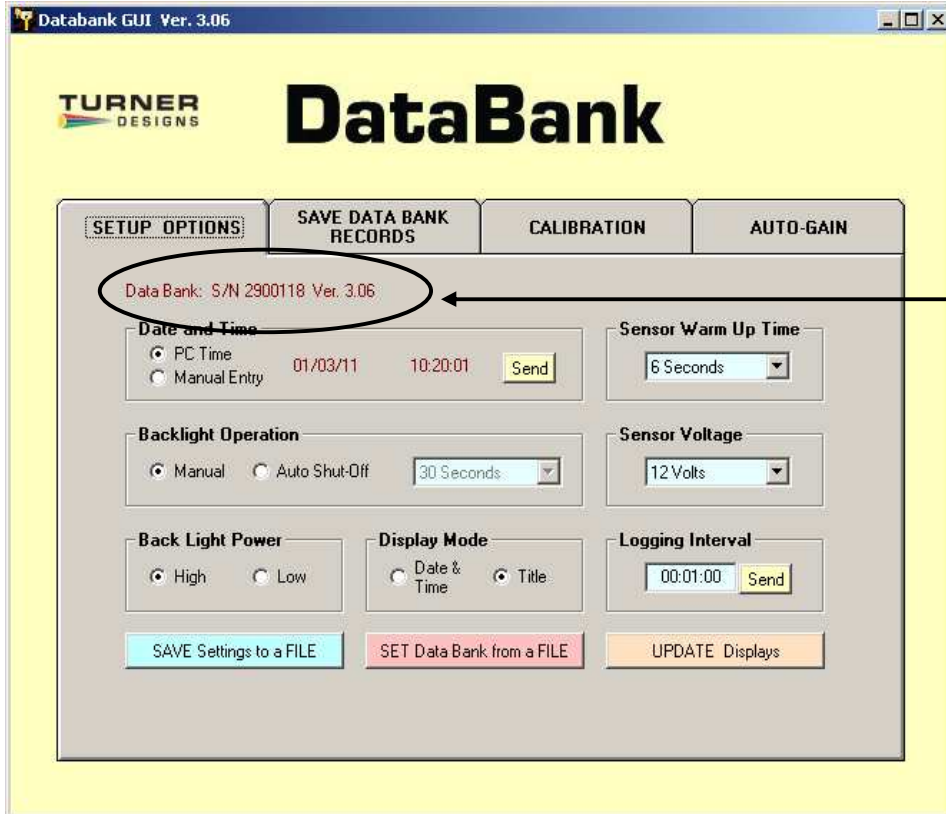 Databank GUI Ver. 3.06
TURNER
DESIGNS
DataBank
SETUP OPTIONS
SAVE DATA BANK
RECORDS
CALIBRATION
AUTO-GAIN
Data Bank: S/N 2900118 Ver. 3.06
Date and Time
PC Time
Manual Entry
01/03/11
10:20:01
Send
Sensor Warm Up Time
6 Seconds
Backlight Operation
Manual
Auto Shut-Off
30 Seconds
Sensor Voltage
12 Volts
Back Light Power
High
Low
Display Mode
Date &
Time
Title
Logging Interval
00:01:00
Send
SAVE Settings to a FILE
SET Data Bank from a FILE
UPDATE Displays